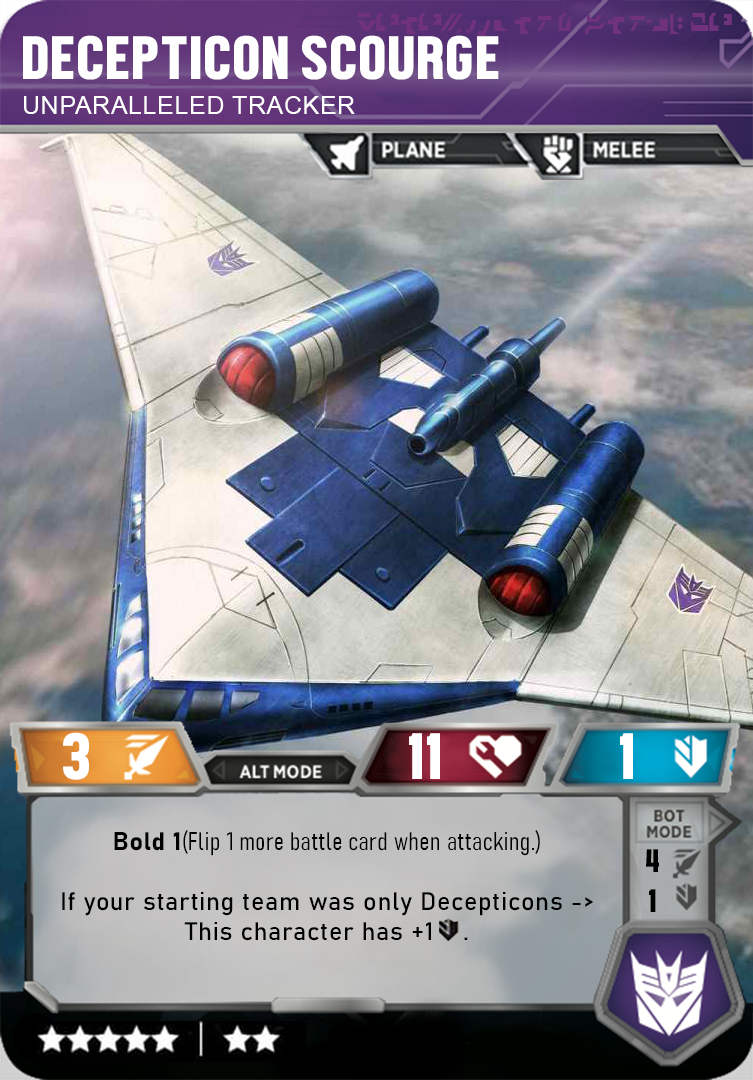 DECEPTICON SCOURGE
UNPARALLELED TRACKER
PLANE
MELEE
3
ALT MODE
11
1
Bold 1(Flip 1 more battle card when attacking.)
If your starting team was only Decepticons ->
This character has +1 .
BOT
MODE
4
1